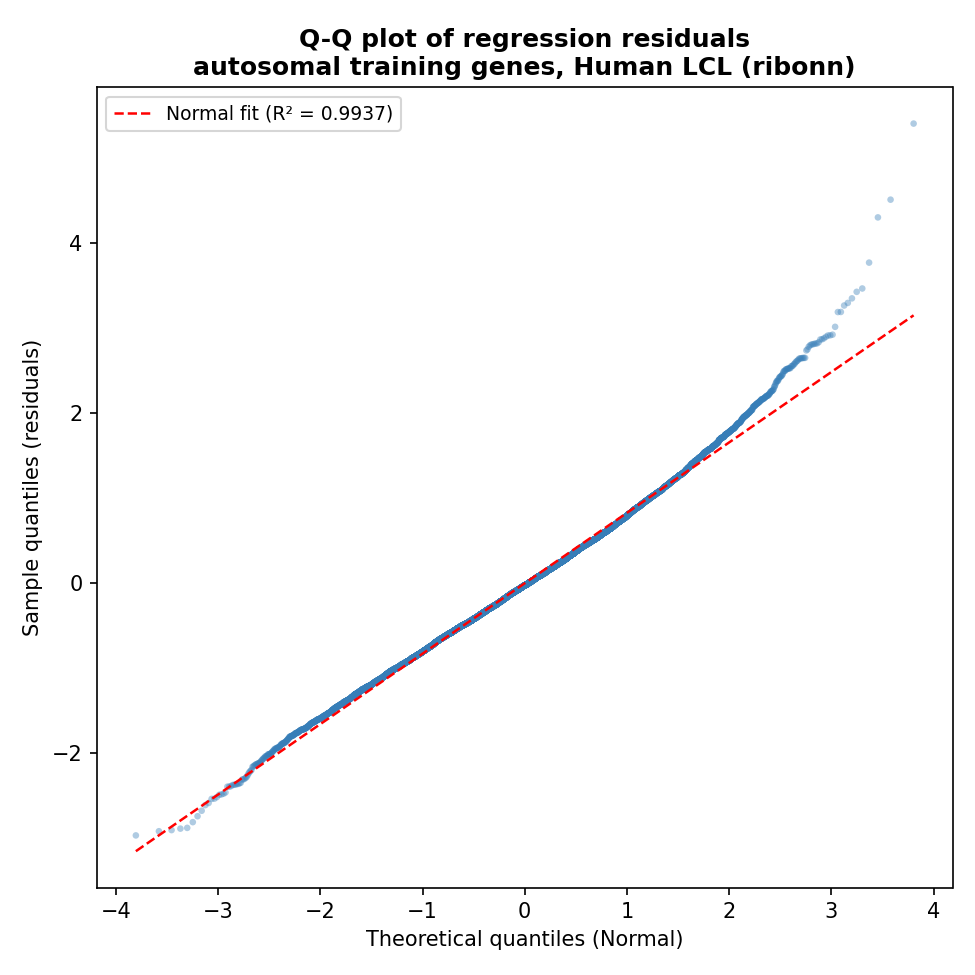 Q-Q plot of regression residuals
autosomal training genes, Human LCL (ribonn)
Normal fit (R² = 0.9937)
Sample quantiles (residuals)
4
2
0
−2
−4
−3
−2
−1
0
1
2
3
4
Theoretical quantiles (Normal)